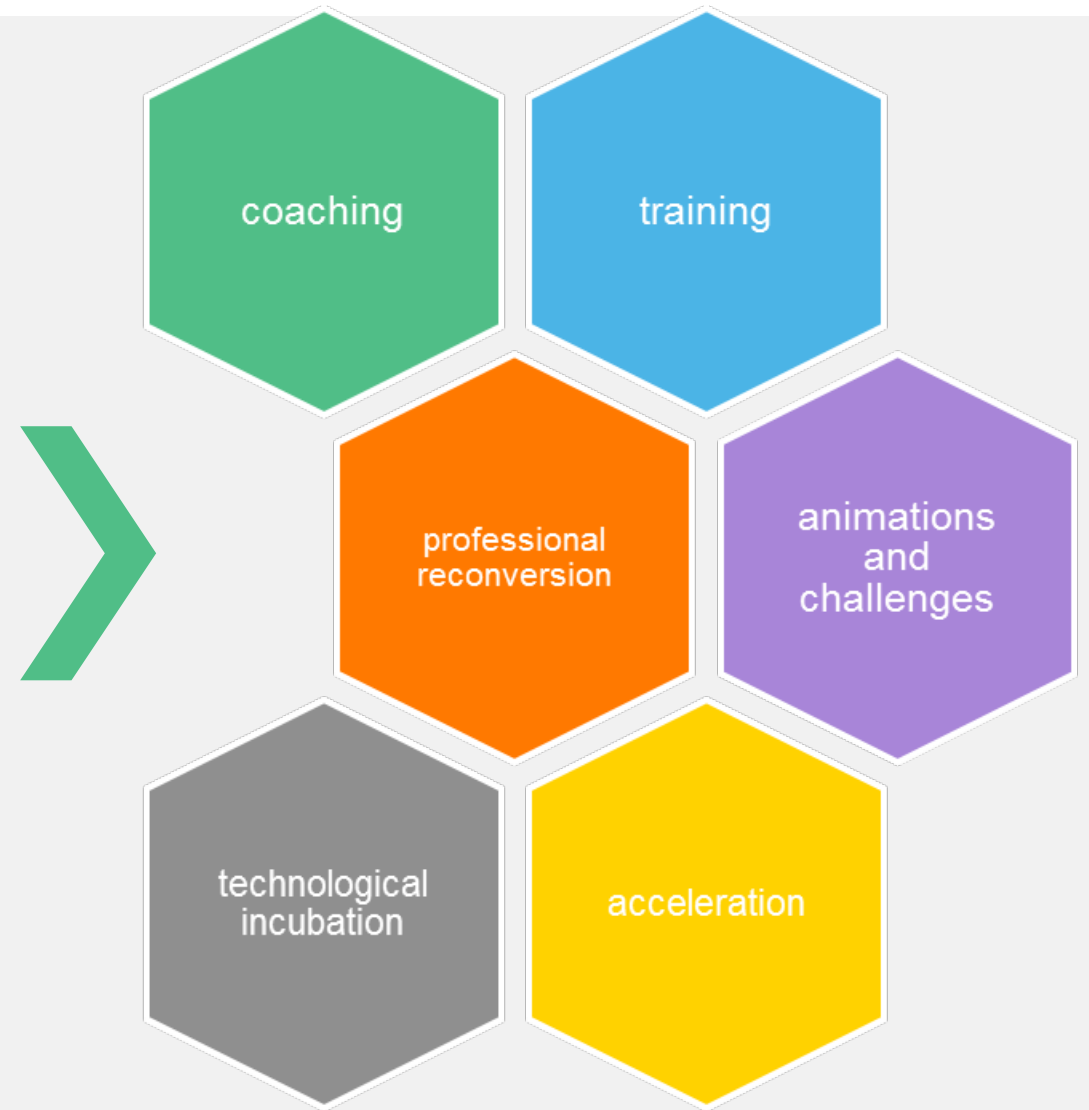 coaching
training
professional
reconversion
animations
and
challenges
technological
incubation
acceleration